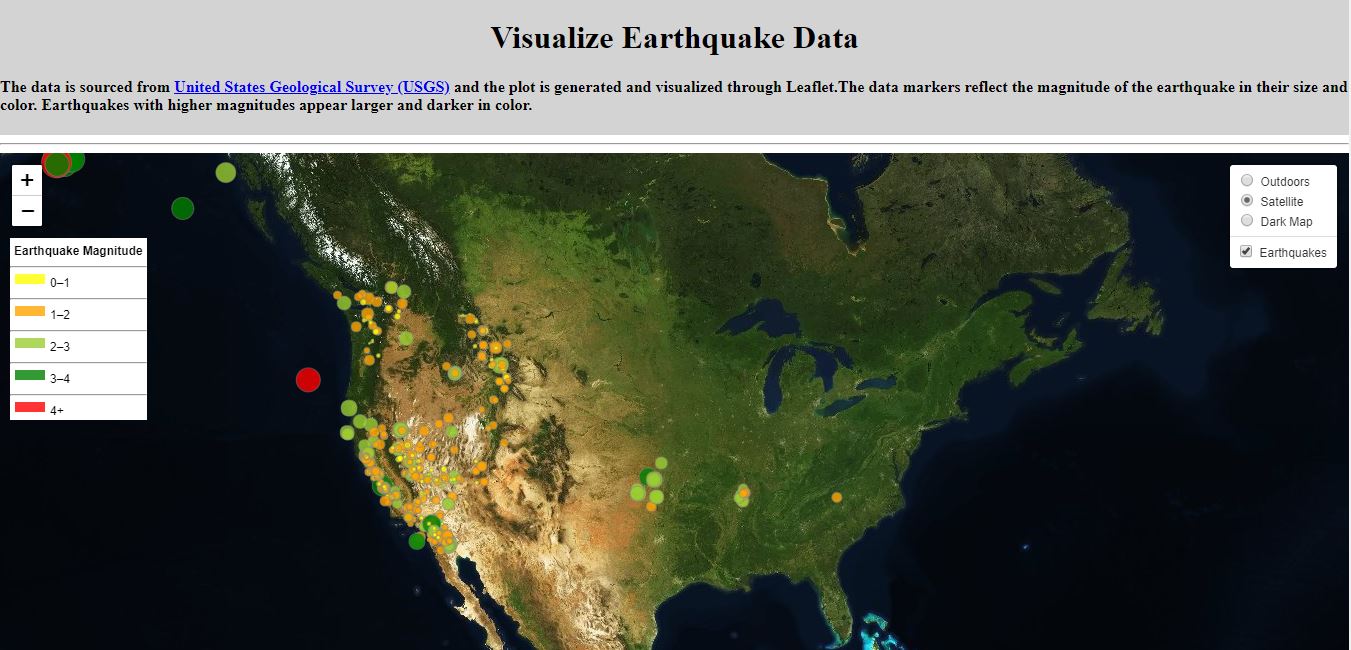 Visualize Earthquake Data
The data is sourced from United States Geological Survey (USGS) and the plot is generated and visualized through Leaflet.The data markers reflect the magnitude of the earthquake in their size and
color. Earthquakes with higher magnitudes appear larger and darker in color.
+
−
Outdoors
Satellite
Dark Map
Earthquakes
Earthquake Magnitude
0–1
1–2
2–3
3–4
4+